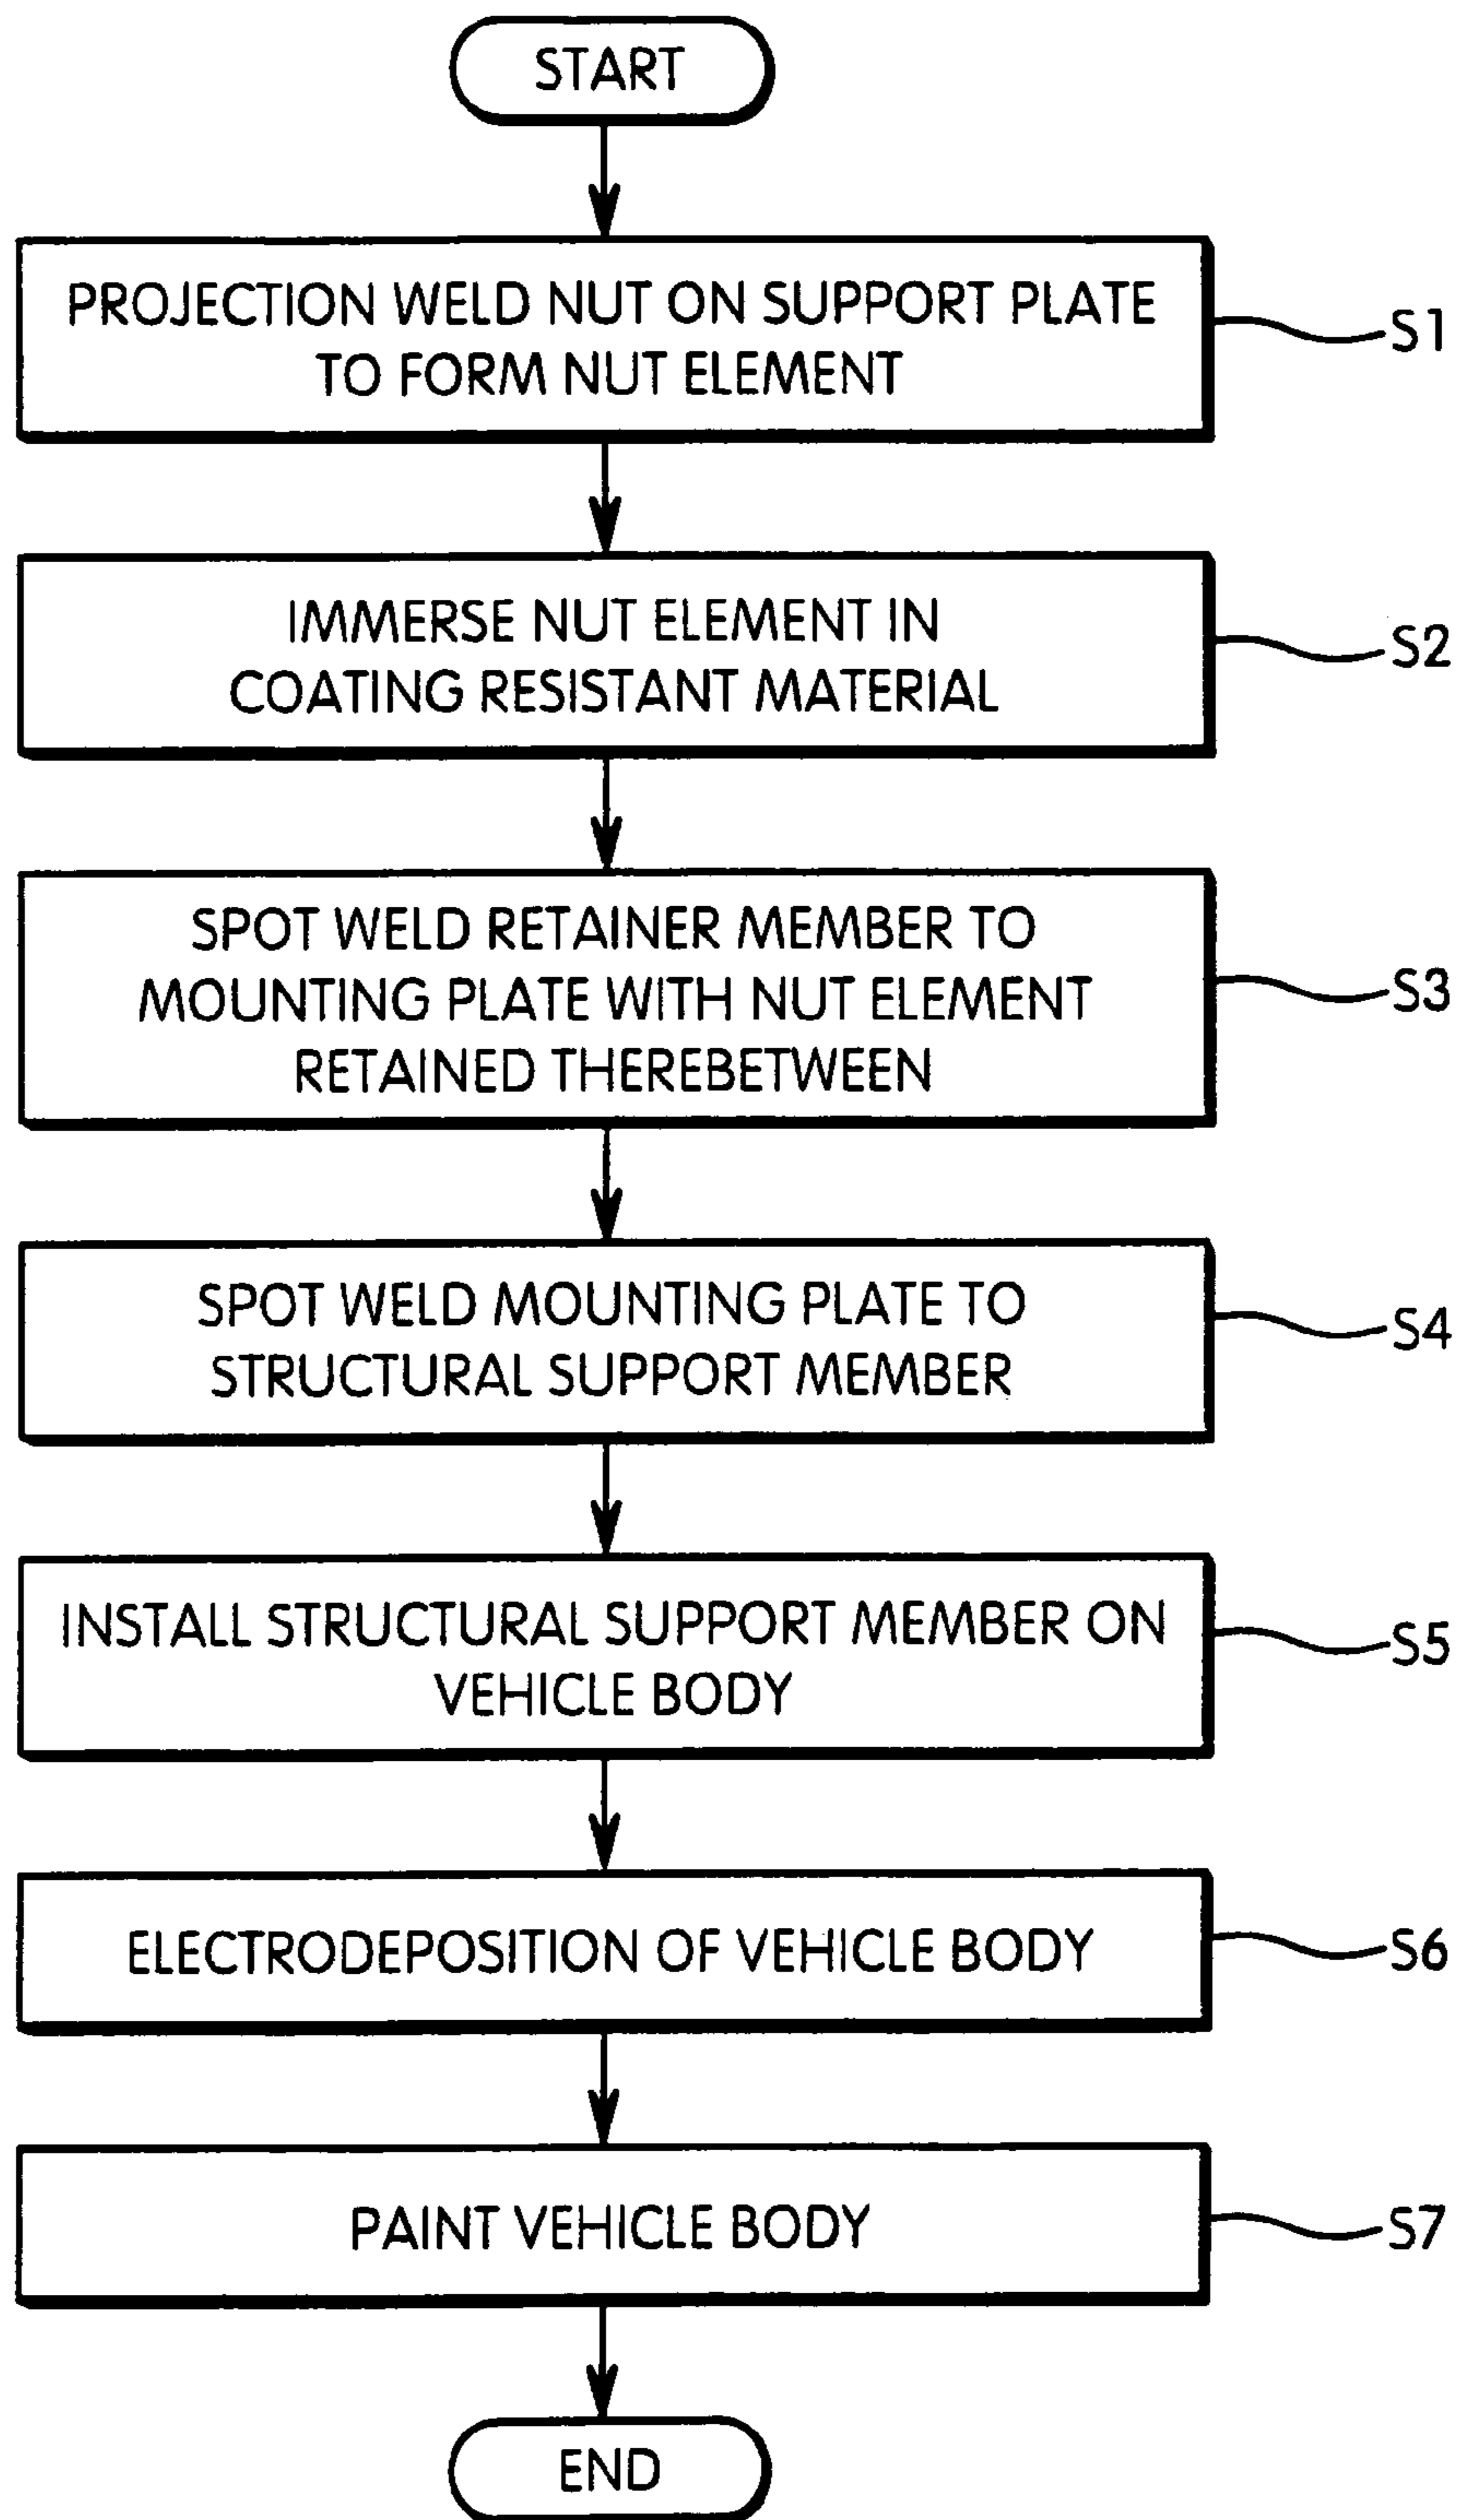 START
PROJECTION WELD NUT ON SUPPORT PLATE
TO FORM NUT ELEMENT
S1
IMMERSE NUT ELEMENT IN
COATING RESISTANT MATERIAL
S2
SPOT WELD RETAINER MEMBER TO
MOUNTING PLATE WITH NUT ELEMENT
RETAINED THEREBETWEEN
S3
SPOT WELD MOUNTING PLATE TO
STRUCTURAL SUPPORT MEMBER
S4
INSTALL STRUCTURAL SUPPORT MEMBER ON
VEHICLE BODY
S5
ELECTRODEPOSITION OF VEHICLE BODY
S6
PAINT VEHICLE BODY
S7
END